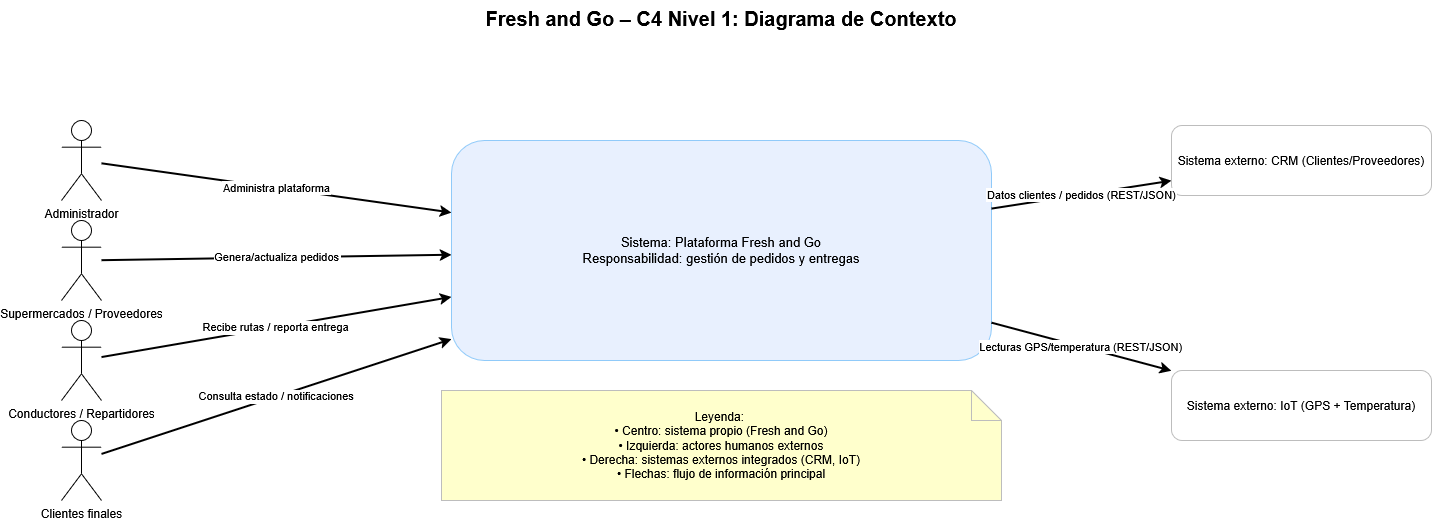 Fresh and Go – C4 Nivel 1: Diagrama de Contexto
Administrador
Supermercados / Proveedores
Conductores / Repartidores
Clientes finales
Administra plataforma
Genera/actualiza pedidos
Recibe rutas / reporta entrega
Consulta estado / notificaciones
Sistema: Plataforma Fresh and Go
Responsabilidad: gestión de pedidos y entregas
Datos clientes / pedidos (REST/JSON)
Lecturas GPS/temperatura (REST/JSON)
Sistema externo: CRM (Clientes/Proveedores)
Sistema externo: IoT (GPS + Temperatura)
Leyenda:
• Centro: sistema propio (Fresh and Go)
• Izquierda: actores humanos externos
• Derecha: sistemas externos integrados (CRM, IoT)
• Flechas: flujo de información principal